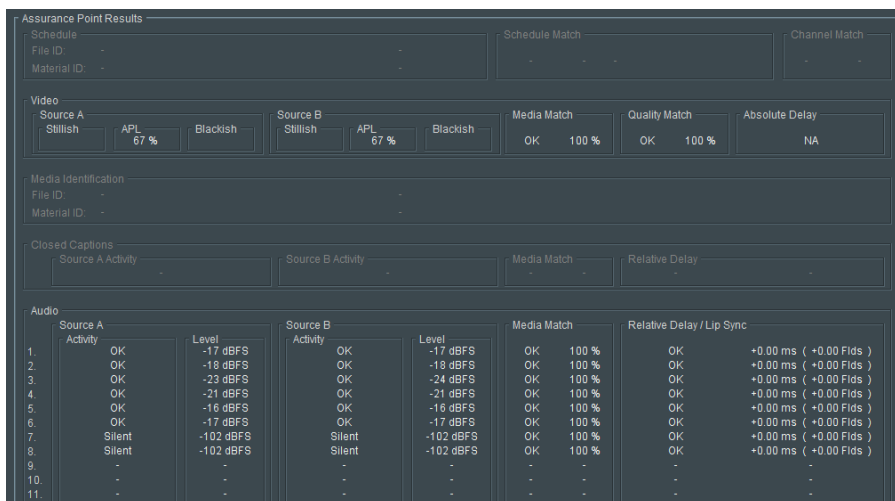 Assurance Point Results
Schedule Schedule Match Channel Match
File ID: - -
Material ID: - - - - - - -
Video
Source A Source B Media Match Quality Match Absolute Delay
Stillish APL Blackish Stillish APL Blackish
67 % 67 % OK 100 % OK 100 % NA
Media Identification
File ID: - -
Material ID: - -
Closed Captions
Source A Activity Source B Activity Media Match Relative Delay
- - - - - -
Audio
Source A Source B Media Match Relative Delay / Lip Sync
Activity Level Activity Level
1. OK -17 dBFS OK -17 dBFS OK 100 % OK +0.00 ms ( +0.00 Flds )
2. OK -18 dBFS OK -18 dBFS OK 100 % OK +0.00 ms ( +0.00 Flds )
3. OK -23 dBFS OK -24 dBFS OK 100 % OK +0.00 ms ( +0.00 Flds )
4. OK -21 dBFS OK -21 dBFS OK 100 % OK +0.00 ms ( +0.00 Flds )
5. OK -16 dBFS OK -16 dBFS OK 100 % OK +0.00 ms ( +0.00 Flds )
6. OK -17 dBFS OK -17 dBFS OK 100 % OK +0.00 ms ( +0.00 Flds )
7. Silent -102 dBFS Silent -102 dBFS OK 100 % OK +0.00 ms ( +0.00 Flds )
8. Silent -102 dBFS Silent -102 dBFS OK 100 % OK +0.00 ms ( +0.00 Flds )
9. - - - - - - - -
10. - - - - - - - -
11. - - - - - - - -